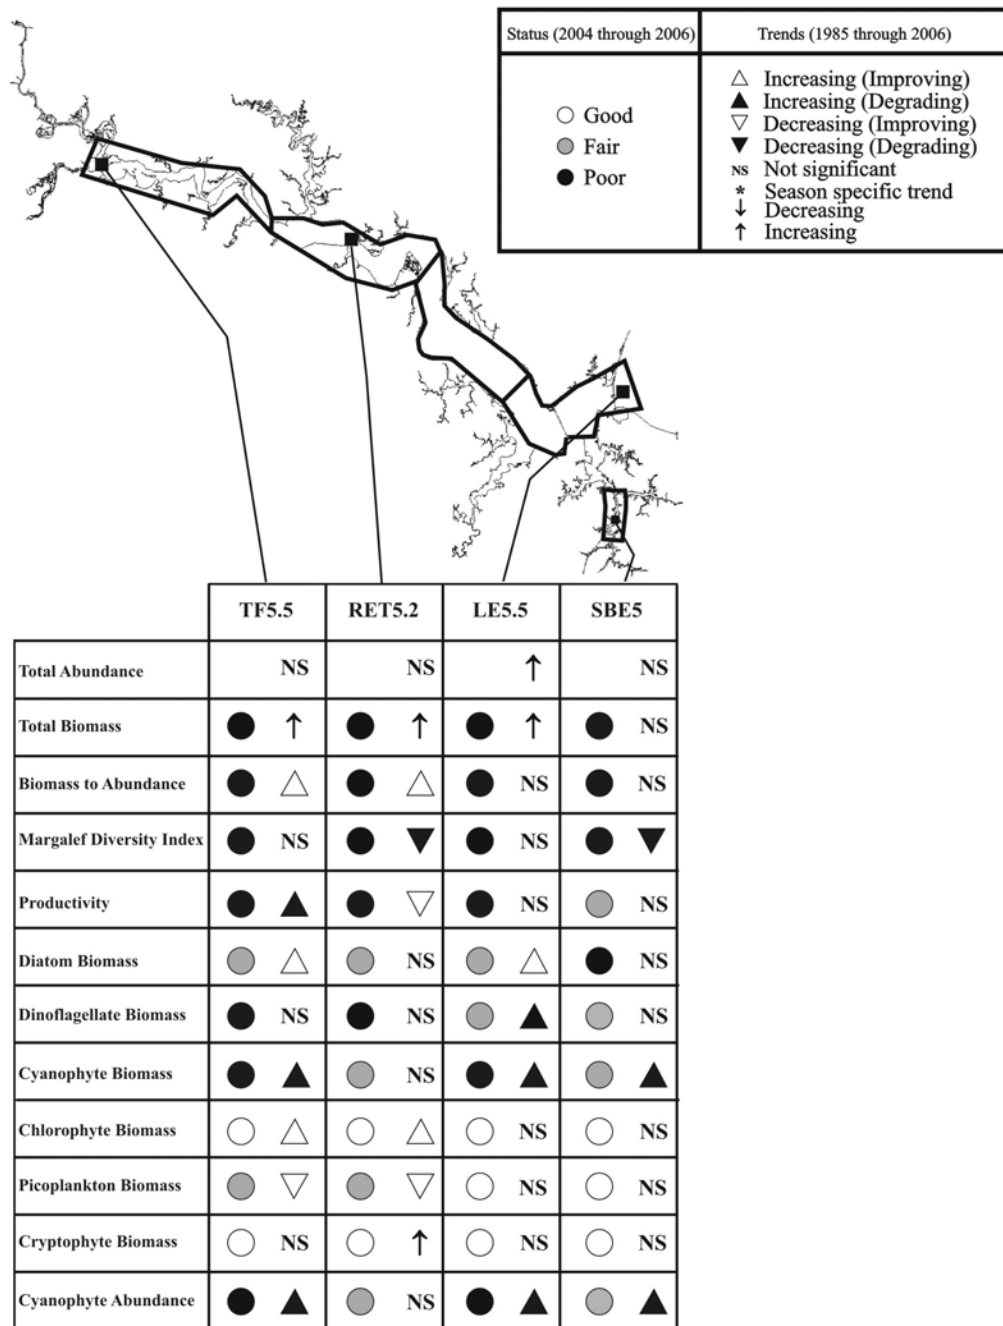 Status (2004 through 2006) Trends (1985 through 2006)
Good
Fair
Poor
Increasing (Improving)
Increasing (Degrading)
Decreasing (Improving)
Decreasing (Degrading)
NS Not significant
* Season specific trend
↓ Decreasing
↑ Increasing
TF5.5 RET5.2 LE5.5 SBE5
Total Abundance NS NS ↑ NS
Total Biomass ↑ ↑ ↑ NS
Biomass to Abundance NS NS
Margalef Diversity Index NS NS
Productivity NS NS
Diatom Biomass NS NS
Dinoflagellate Biomass NS NS NS
Cyanophyte Biomass NS
Chlorophyte Biomass NS NS
Picoplankton Biomass NS NS
Cryptophyte Biomass NS ↑ NS NS
Cyanophyte Abundance NS